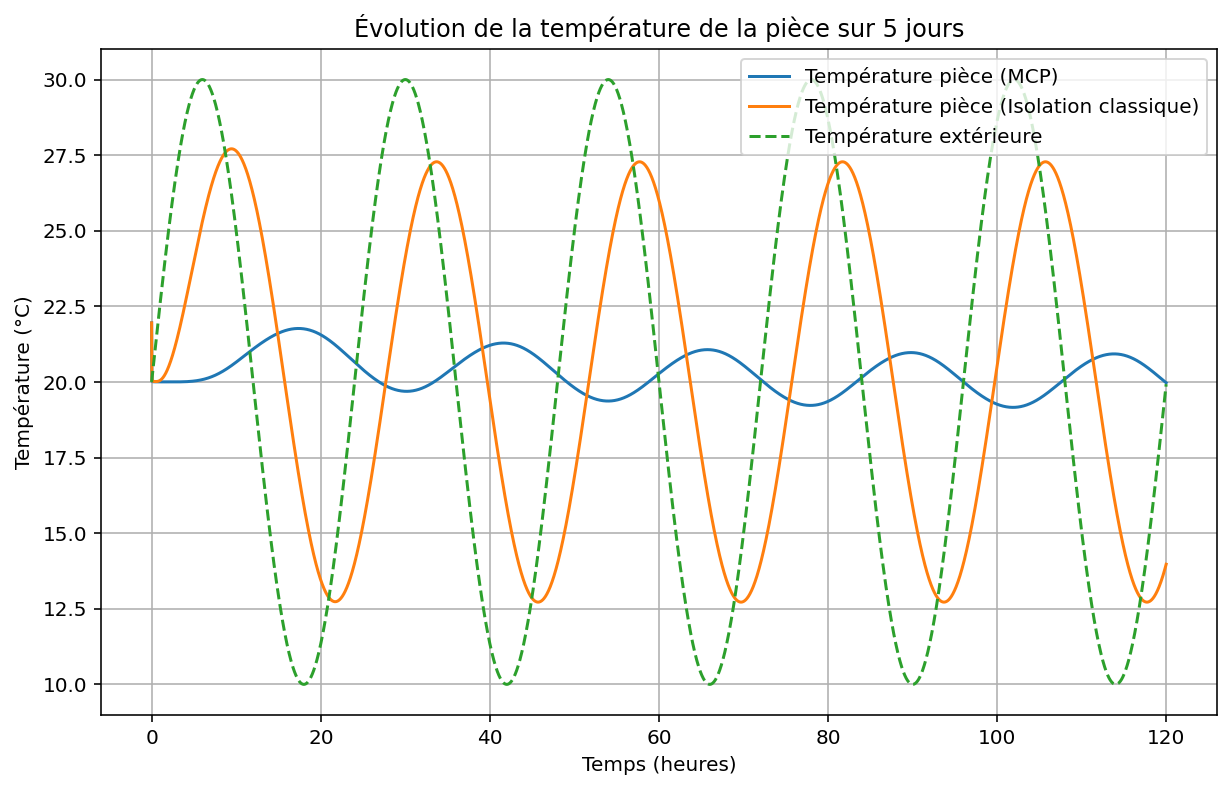 Évolution de la température de la pièce sur 5 jours
Température pièce (MCP)
Température pièce (Isolation classique)
Température extérieure
Température (°C)
30.0
27.5
25.0
22.5
20.0
17.5
15.0
12.5
10.0
0
20
40
60
80
100
120
Temps (heures)